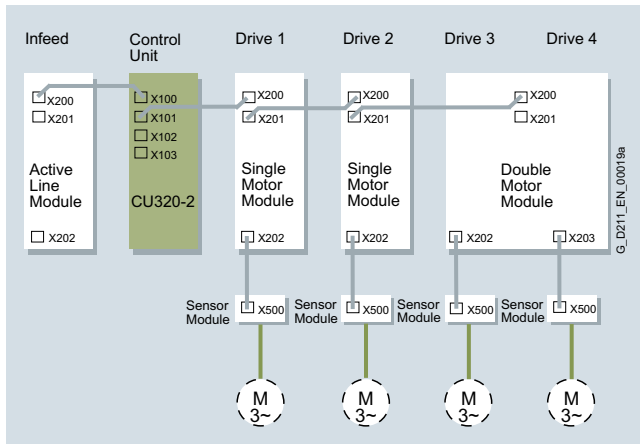 Infeed
Control
Unit
Drive 1
Drive 2
Drive 3
Drive 4
X200
X201
Active
Line
Module
X202
X100
X101
X102
X103
CU320-2
X200
X201
Single
Motor
Module
X202
X200
X201
Single
Motor
Module
X202
X200
X201
Double
Motor
Module
X202
X203
G_D211_EN_00019a
Sensor
Module
X500
Sensor
Module
X500
Sensor
Module
X500
Sensor
Module
X500
M
3~
M
3~
M
3~
M
3~